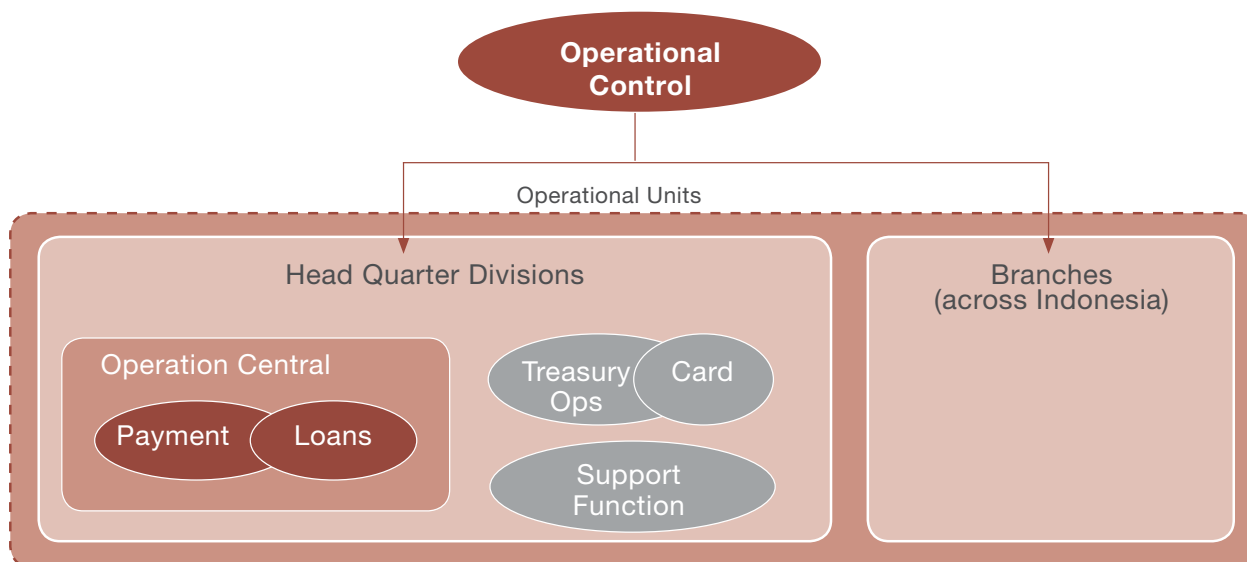 Operational
Control
Operational Units
Head Quarter Divisions
Branches
(across Indonesia)
Operation Central
Payment
Loans
Treasury
Ops
Card
Support
Function